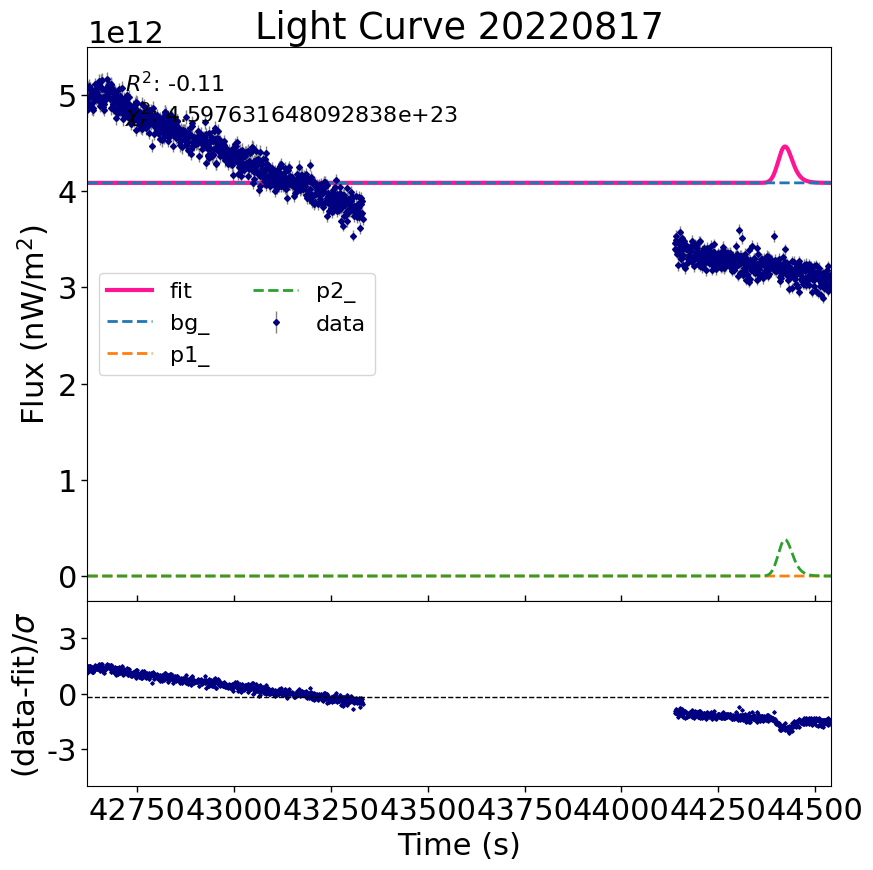 Light Curve 20220817
1e12
R²: -0.11
4.597631648092838e+23
5
4
3
2
1
0
Flux (nW/m²)
fit
bg_
p1_
p2_
data
3
0
-3
(data-fit)/σ
42750 43000 43250 43500 43750 44000 44250 44500
Time (s)